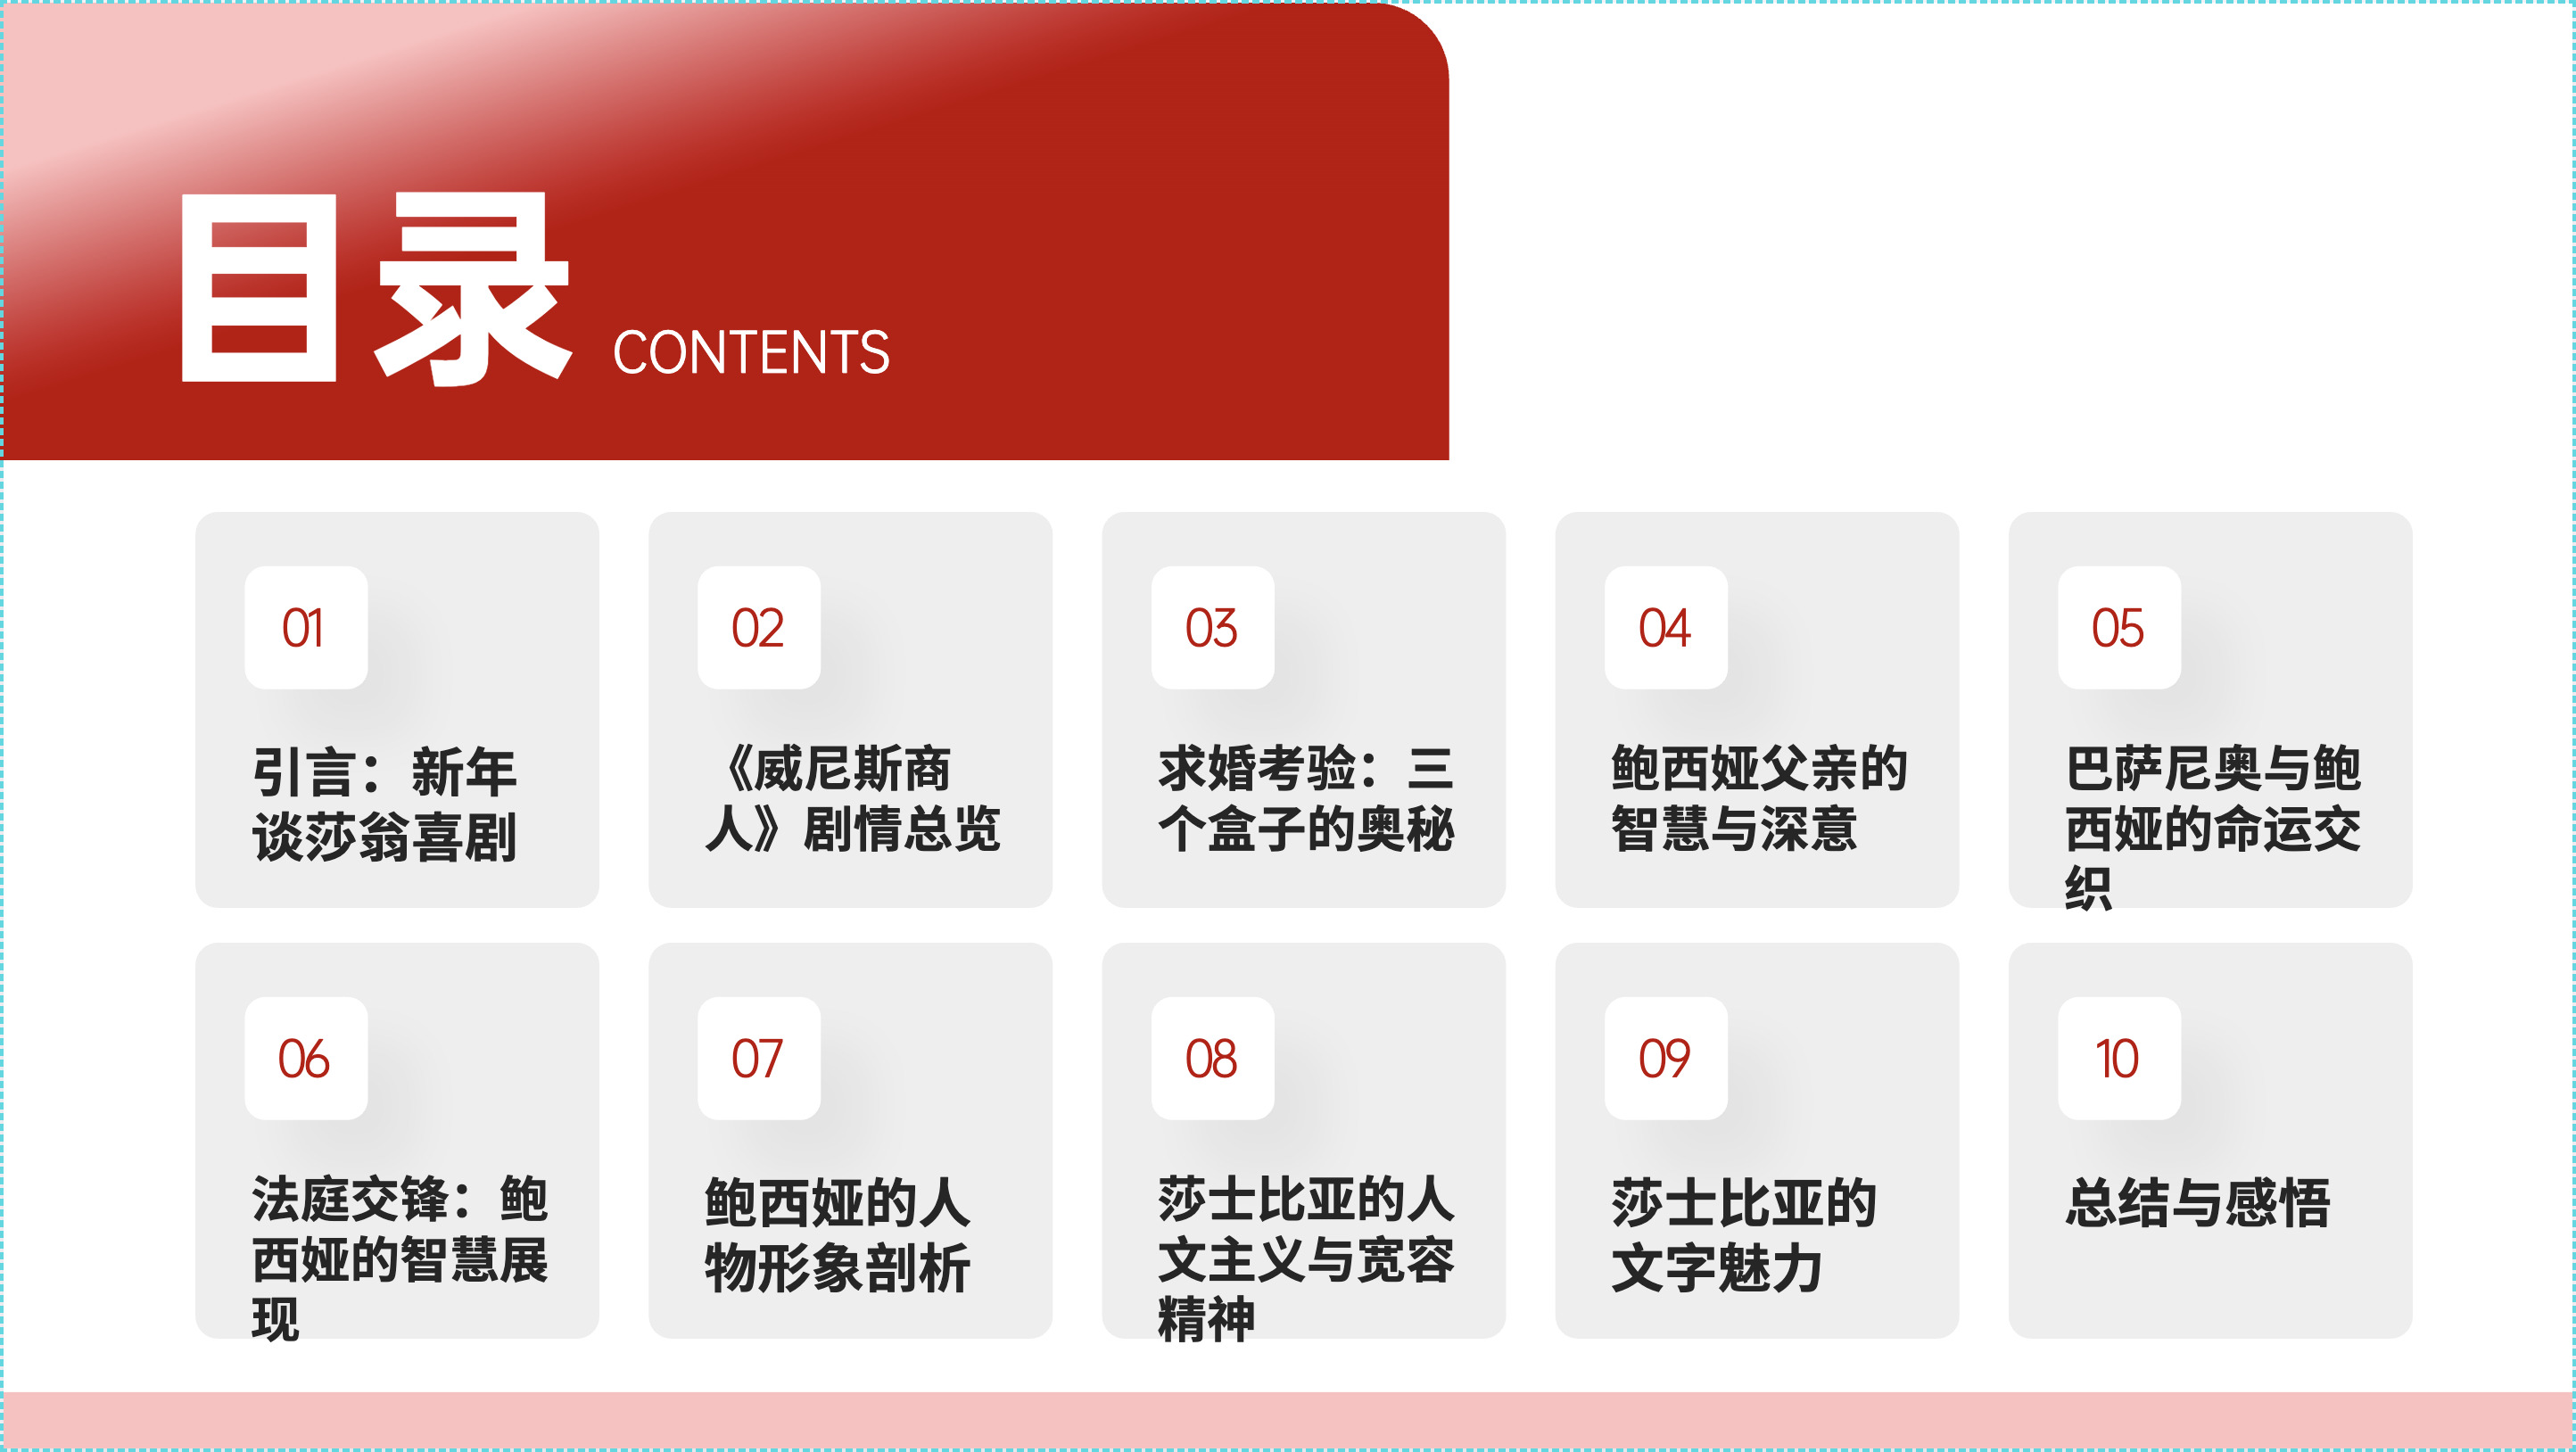 目录 CONTENTS
01
引言：新年
谈莎翁喜剧
02
《威尼斯商
人》剧情总览
03
求婚考验：三
个盒子的奥秘
04
鲍西娅父亲的
智慧与深意
05
巴萨尼奥与鲍
西娅的命运交
织
06
法庭交锋：鲍
西娅的智慧展
现
07
鲍西娅的人
物形象剖析
08
莎士比亚的人
文主义与宽容
精神
09
莎士比亚的
文字魅力
10
总结与感悟